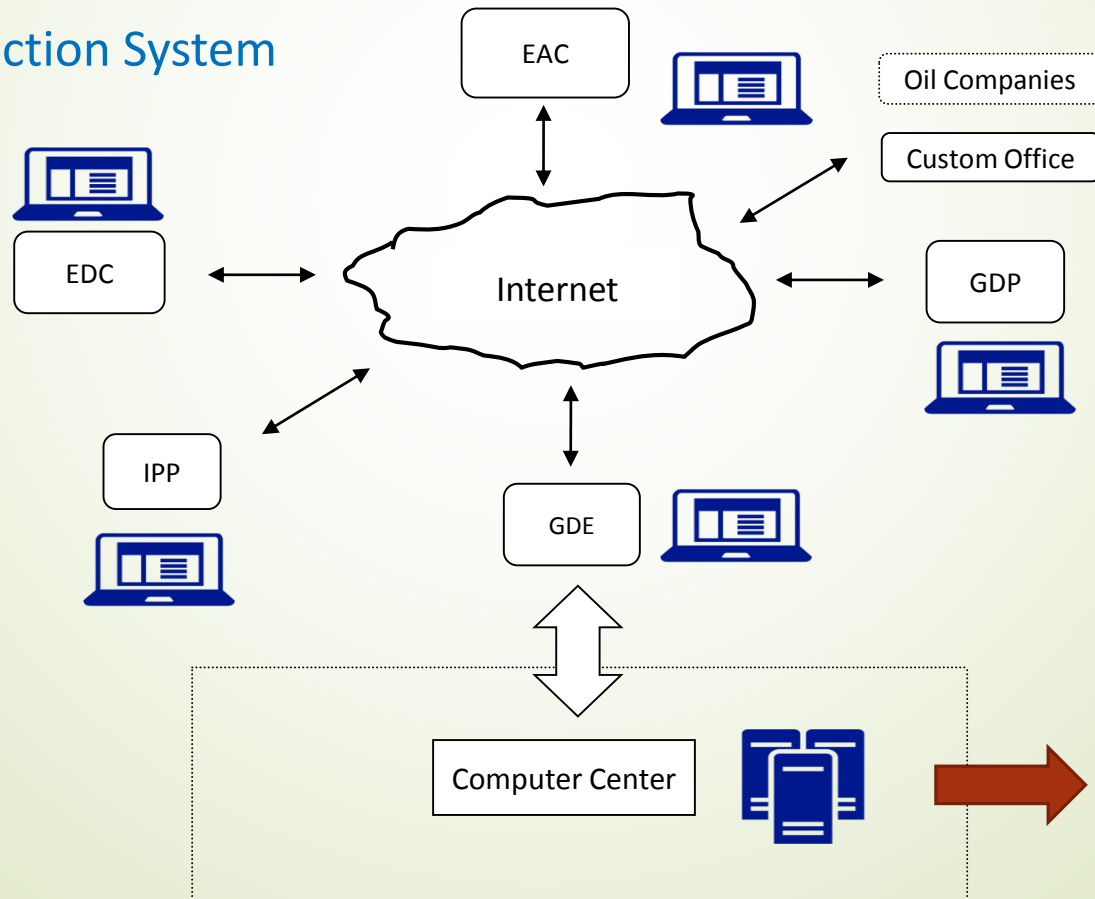 ction System
EAC
Oil Companies
Custom Office
EDC
Internet
GDP
IPP
GDE
Computer Center